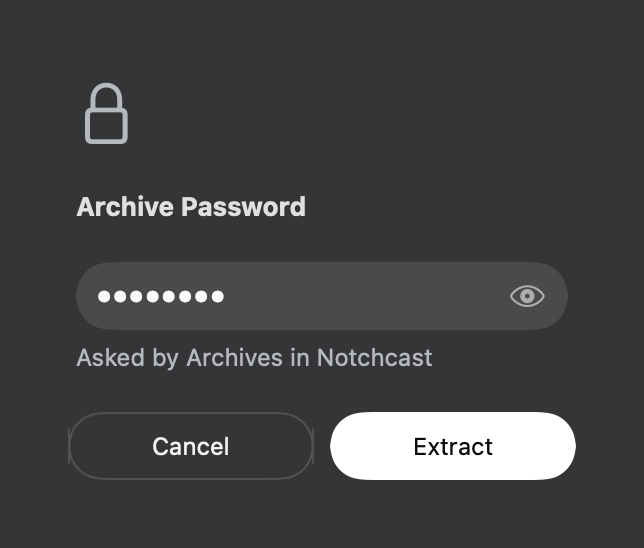 Archive Password
••••••••
Asked by Archives in Notchcast
Cancel
Extract